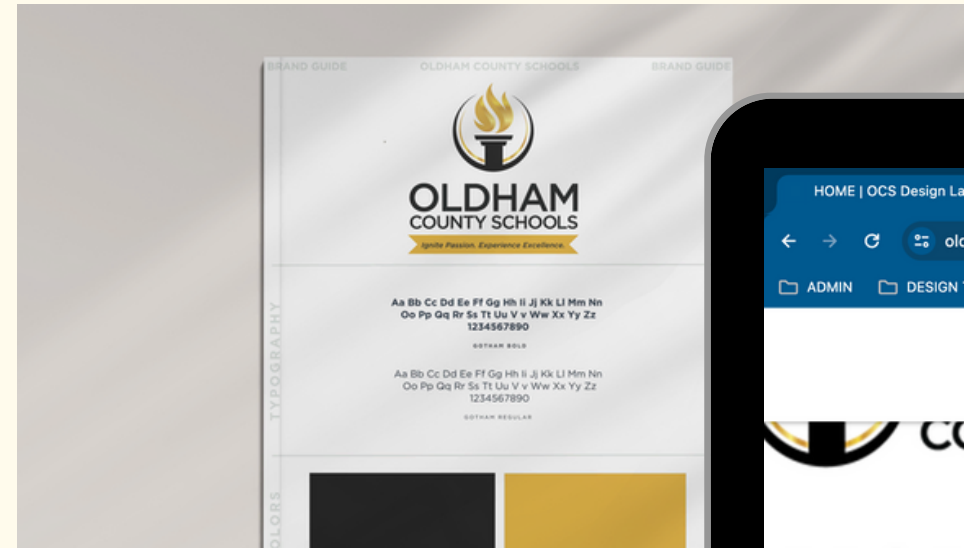 BRAND GUIDE OLDHAM COUNTY SCHOOLS BRAND GUIDE
OLDHAM
COUNTY SCHOOLS
Ignite Passion. Experience Excellence.
TYPOGRAPHY
Aa Bb Cc Dd Ee Ff Gg Hh Ii Jj Kk Ll Mm Nn
Oo Pp Qq Rr Ss Tt Uu V v Ww Xx Yy Zz
1234567890
GOTHAM BOLD
Aa Bb Cc Dd Ee Ff Gg Hh Ii Jj Kk Ll Mm Nn
Oo Pp Qq Rr Ss Tt Uu V v Ww Xx Yy Zz
1234567890
GOTHAM REGULAR
OLORS
HOME | OCS Design La
old
ADMIN DESIGN
CO